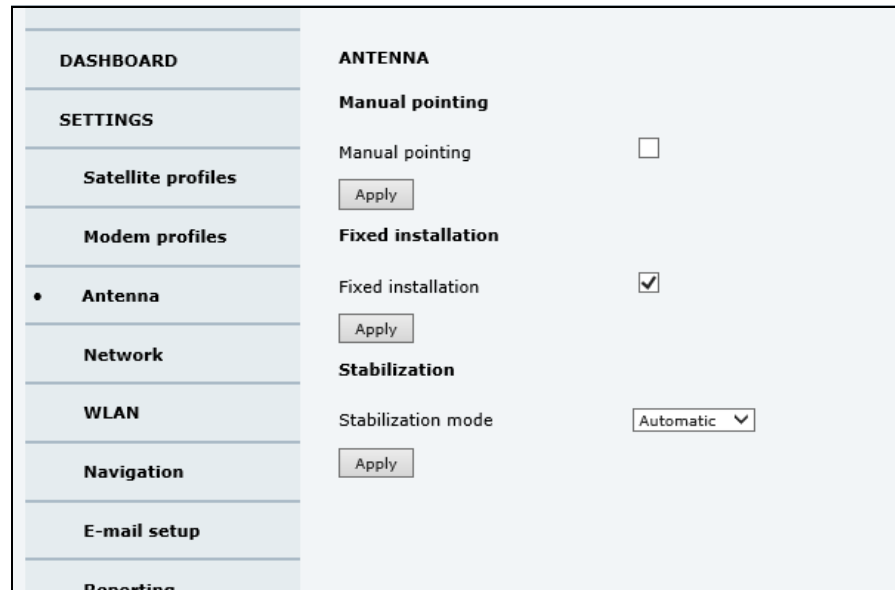 DASHBOARD
SETTINGS
Satellite profiles
Modem profiles
• Antenna
Network
WLAN
Navigation
E-mail setup
Reporting
ANTENNA
Manual pointing
Manual pointing
Apply
Fixed installation
Fixed installation
Apply
Stabilization
Stabilization mode
Automatic
Apply